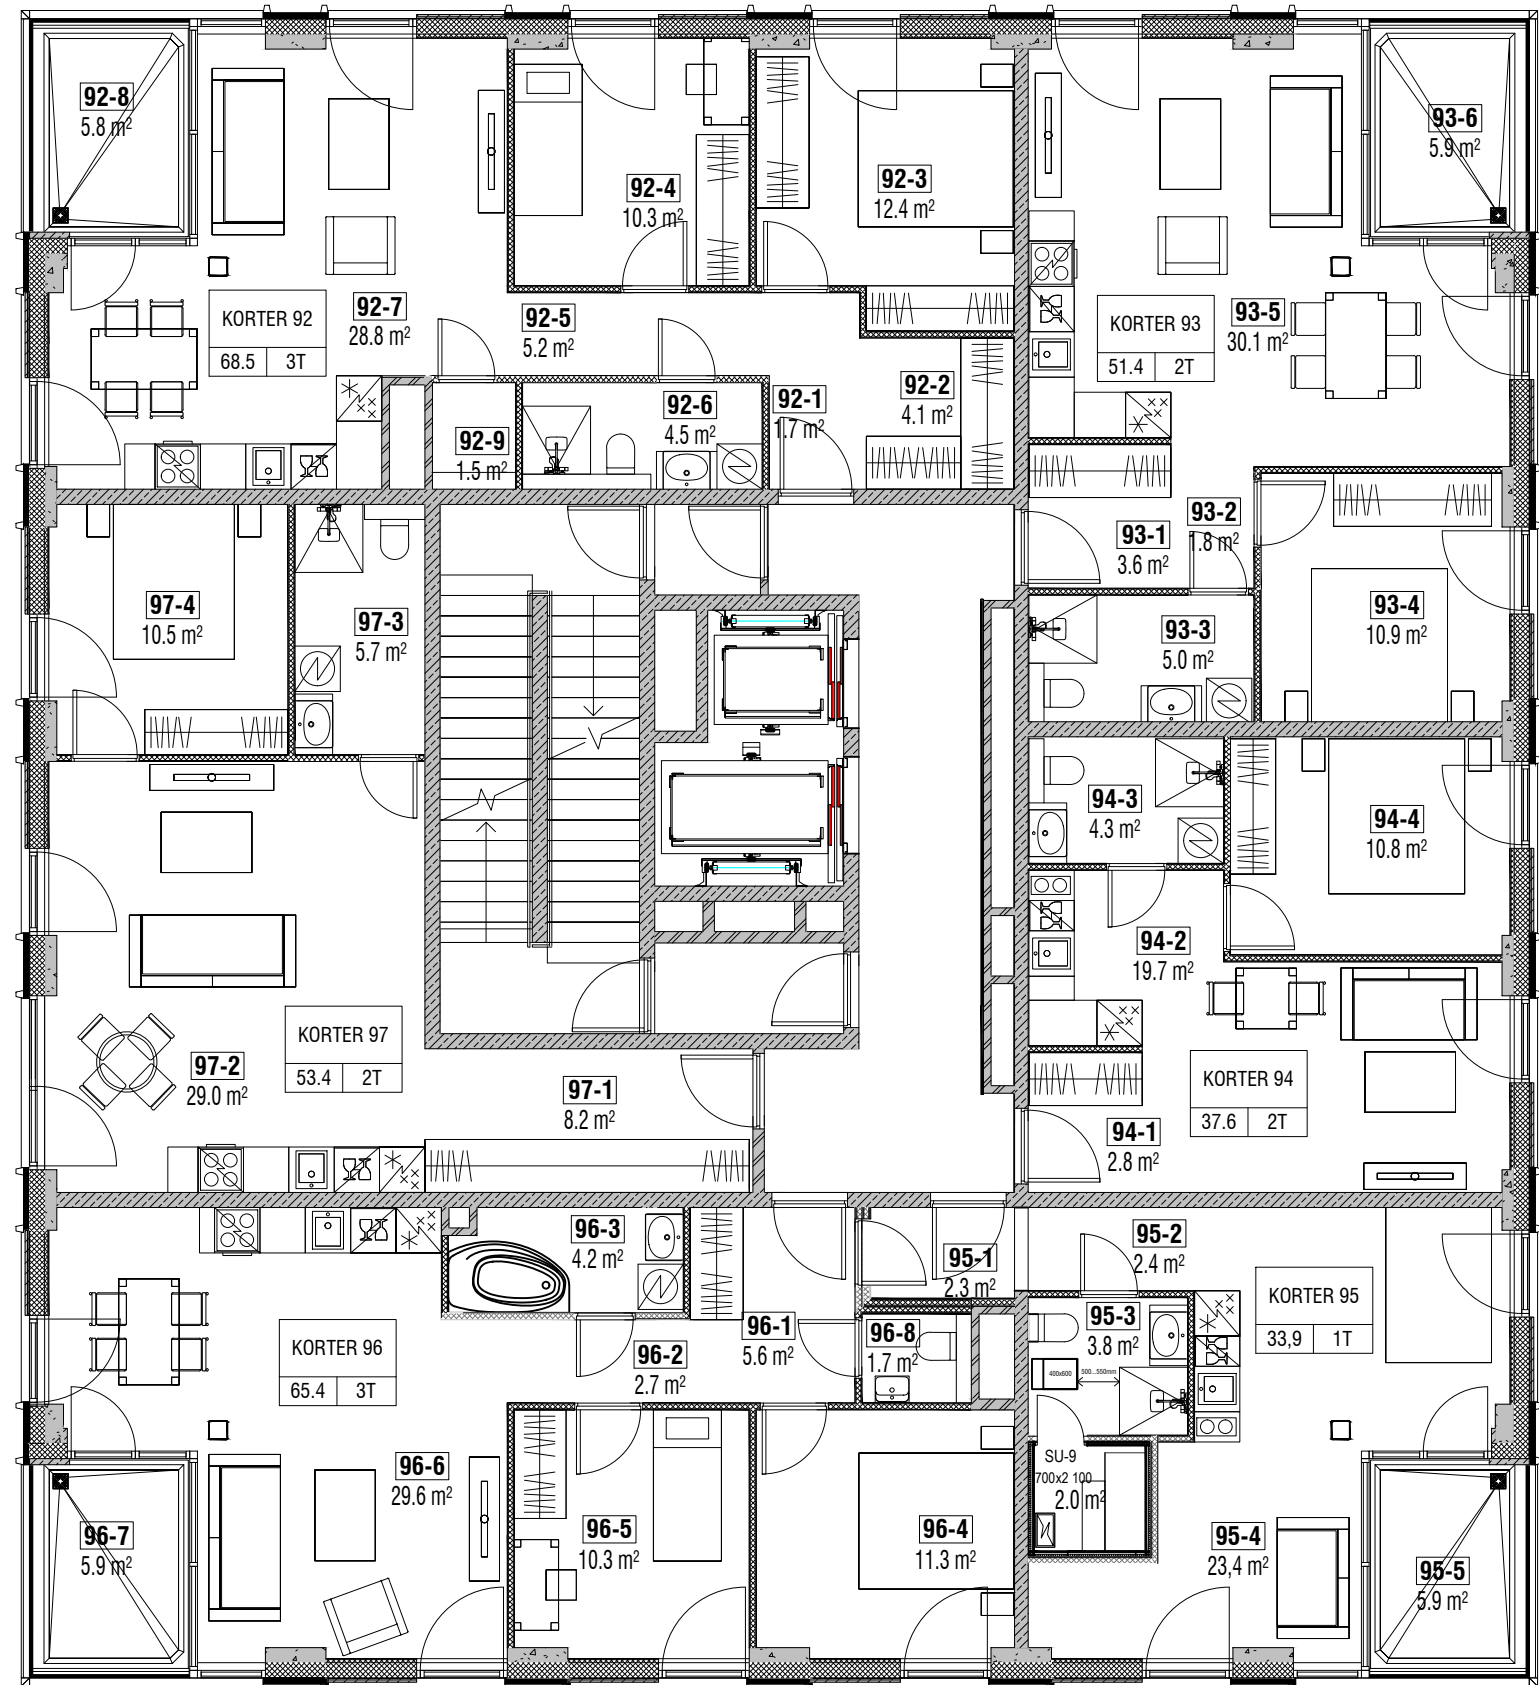 92-8
5.8 m²
92-4
10.3 m²
92-3
12.4 m²
93-6
5.9 m²
KORTER 92
68.5 3T
92-7
28.8 m²
92-5
5.2 m²
KORTER 93
51.4 2T
93-5
30.1 m²
92-9
1.5 m²
92-6
4.5 m²
92-1
1.7 m²
92-2
4.1 m²
93-1
3.6 m²
93-2
1.8 m²
97-4
10.5 m²
97-3
5.7 m²
93-3
5.0 m²
93-4
10.9 m²
94-3
4.3 m²
94-4
10.8 m²
94-2
19.7 m²
KORTER 97
53.4 2T
97-2
29.0 m²
97-1
8.2 m²
KORTER 94
37.6 2T
94-1
2.8 m²
96-3
4.2 m²
95-1
2.3 m²
95-2
2.4 m²
KORTER 95
33,9 1T
KORTER 96
65.4 3T
96-2
2.7 m²
96-1
5.6 m²
96-8
1.7 m²
95-3
3.8 m²
400x600
500...550mm
96-6
29.6 m²
SU-9
700x2 100
2.0 m²
96-7
5.9 m²
96-5
10.3 m²
96-4
11.3 m²
95-4
23,4 m²
95-5
5.9 m²